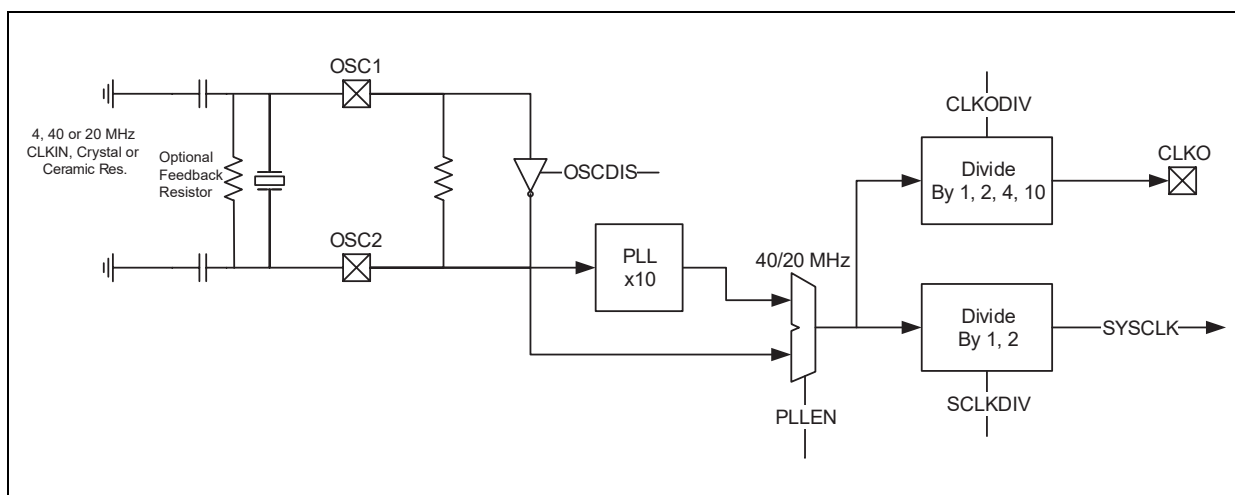 OSC1
4, 40 or 20 MHz
CLKIN, Crystal or
Ceramic Res.
Optional
Feedback
Resistor
OSCDIS
OSC2
PLL
x10
40/20 MHz
PLLEN
CLKODIV
Divide
By 1, 2, 4, 10
CLKO
Divide
By 1, 2
SYSCLK
SCLKDIV